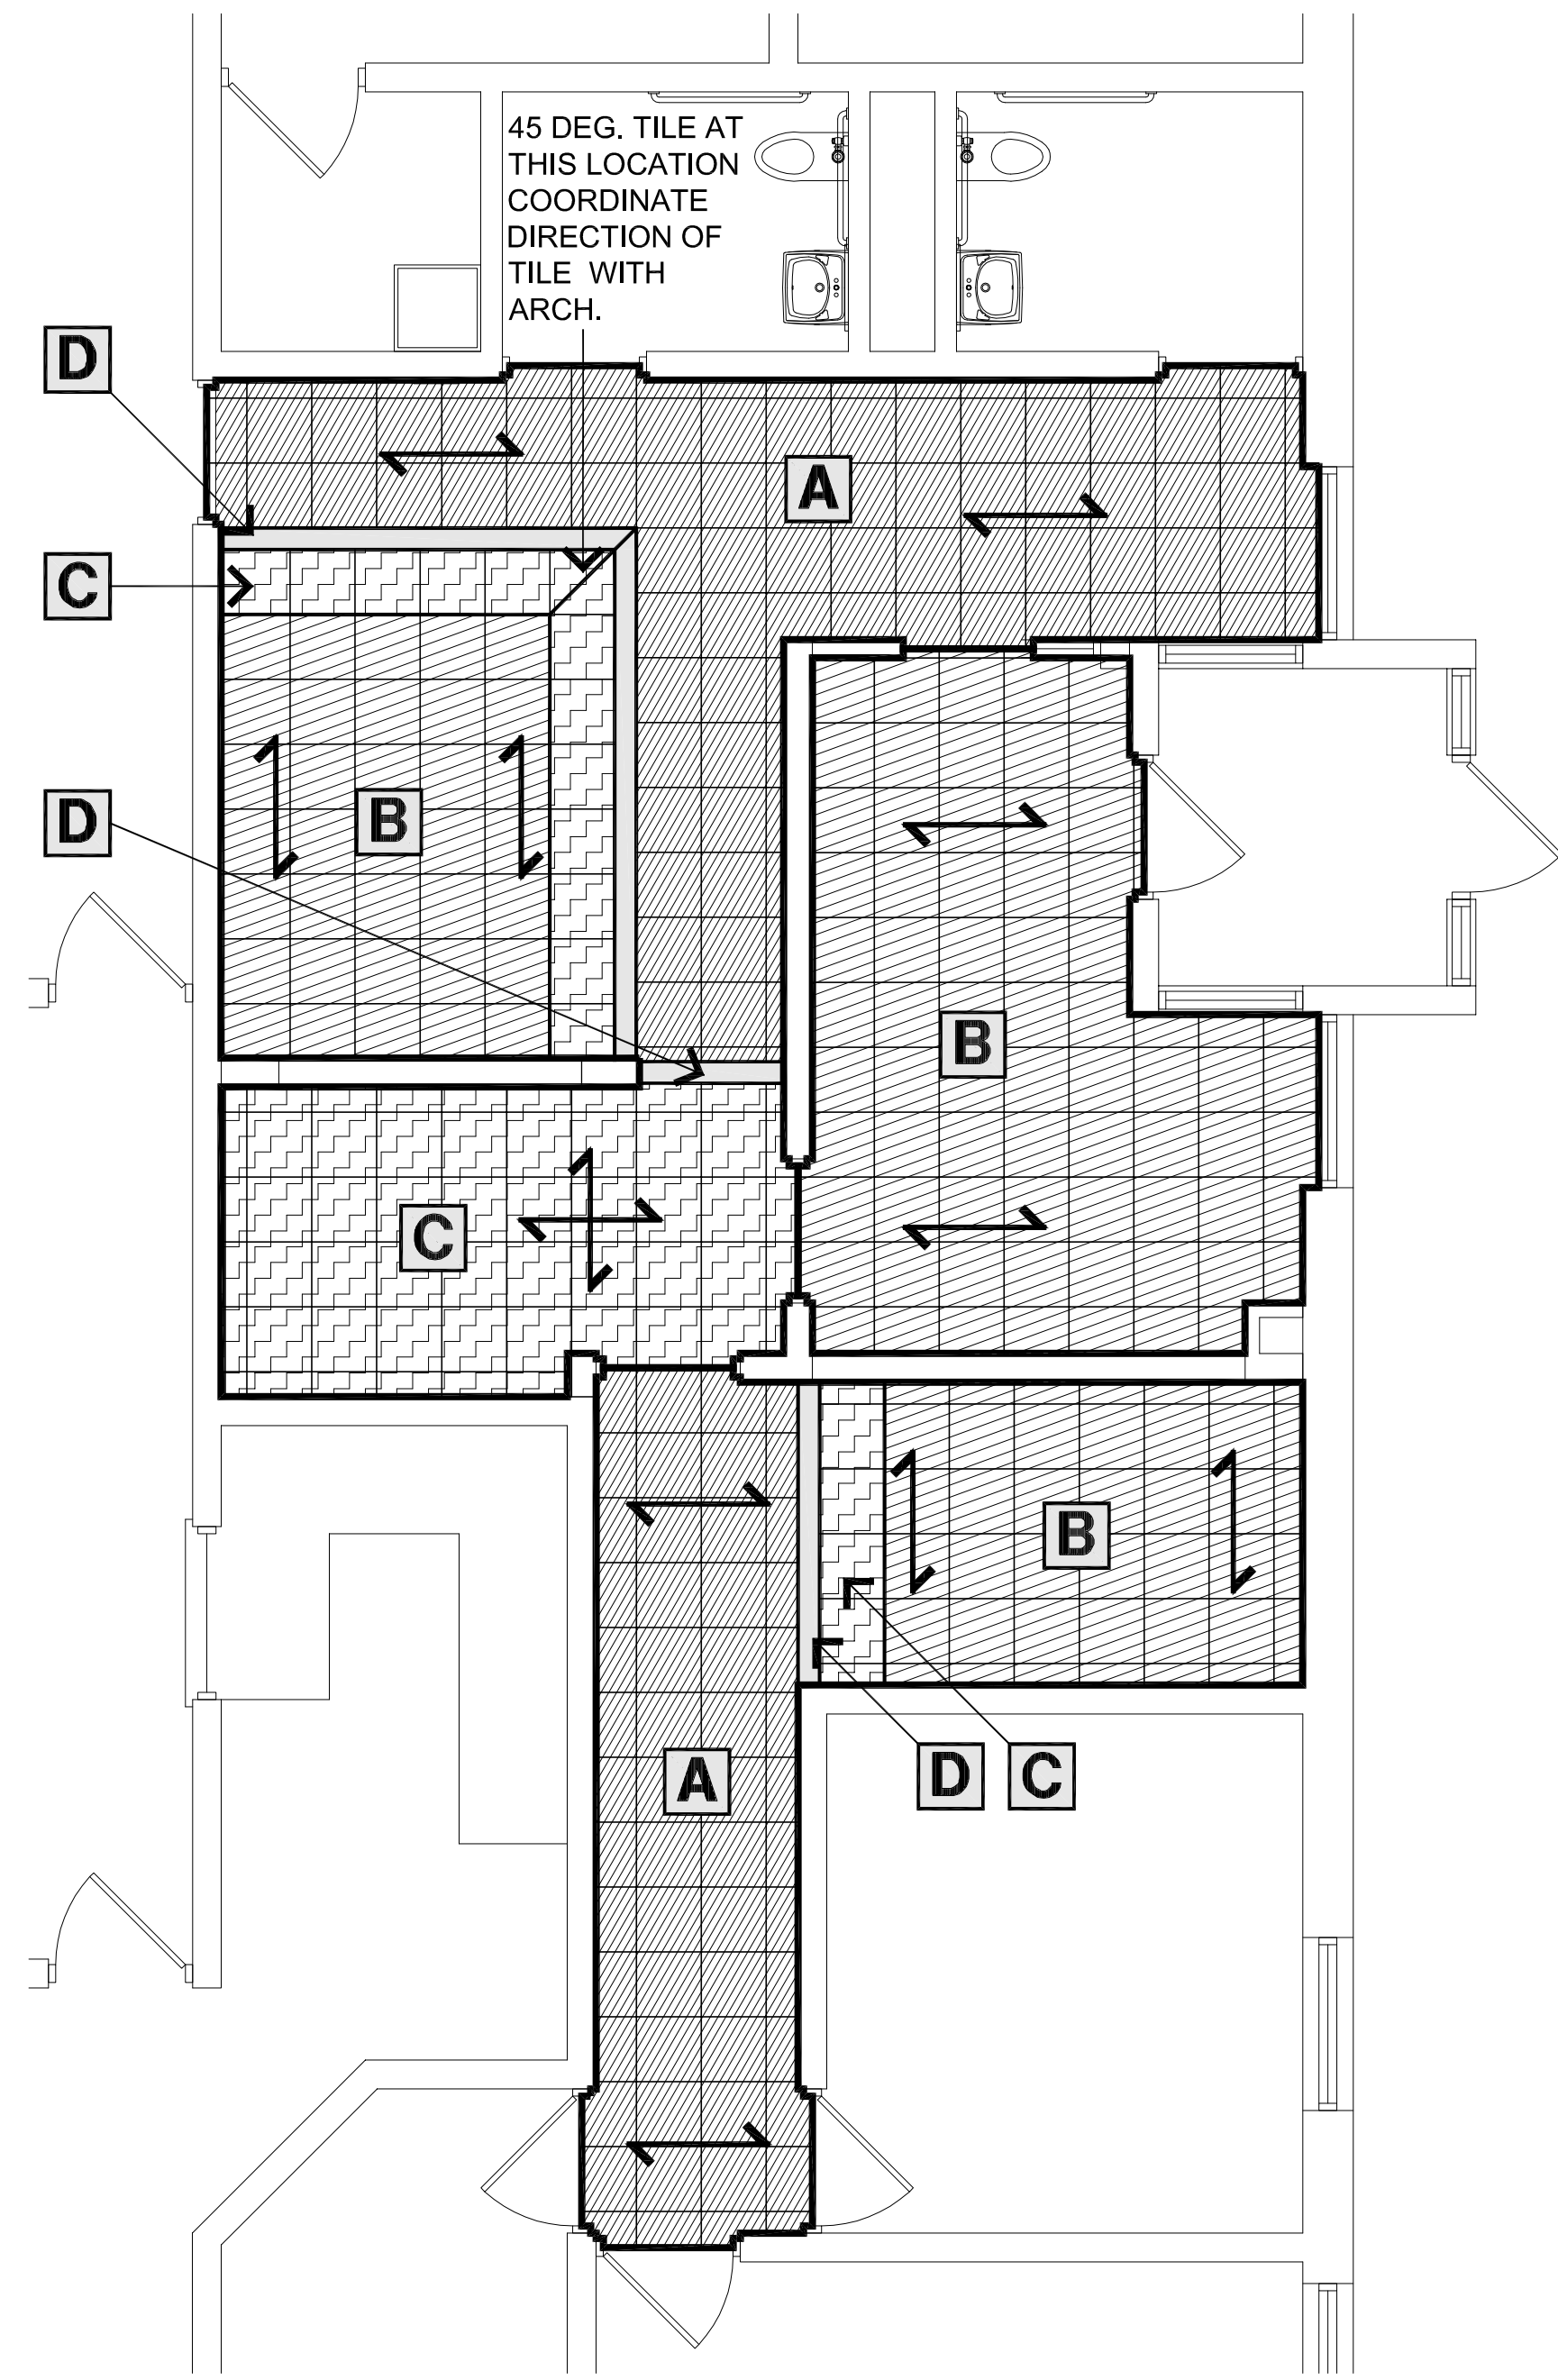 45 DEG. TILE AT
THIS LOCATION
COORDINATE
DIRECTION OF
TILE WITH
ARCH.
D
A
C
B
D
B
C
B
A
D
C